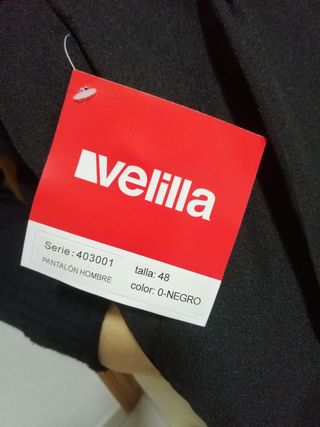 velilla
Serie: 403001
talla: 48
PANTALÓN HOMBRE
color: 0-NEGRO